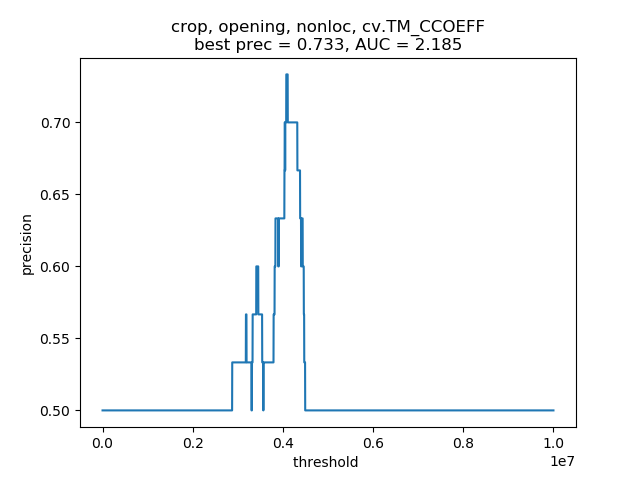 crop, opening, nonloc, cv.TM_CCOEFF
best prec = 0.733, AUC = 2.185
precision
0.70
0.65
0.60
0.55
0.50
0.0
0.2
0.4
0.6
0.8
1.0
1e7
threshold